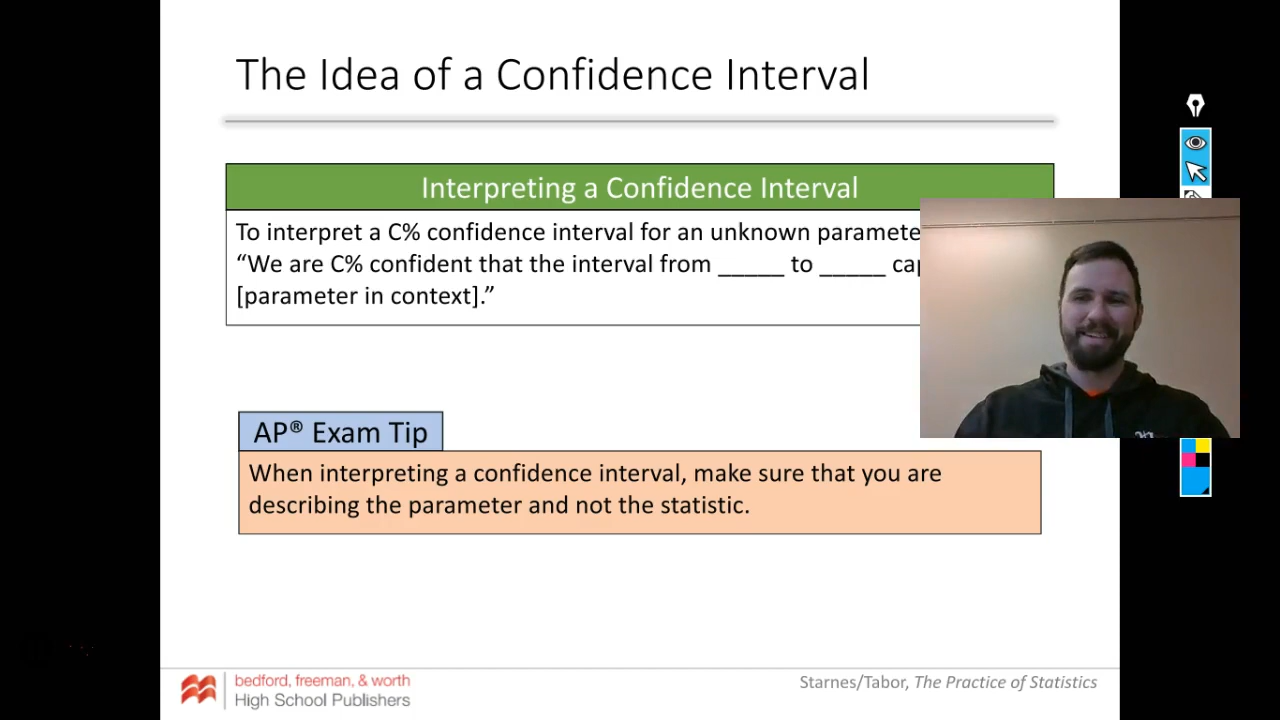 The Idea of a Confidence Interval
Interpreting a Confidence Interval
To interpret a C% confidence interval for an unknown paramete
“We are C% confident that the interval from _____ to _____ cap
[parameter in context].”
AP® Exam Tip
When interpreting a confidence interval, make sure that you are
describing the parameter and not the statistic.
bedford, freeman, & worth
High School Publishers
Starnes/Tabor, The Practice of Statistics